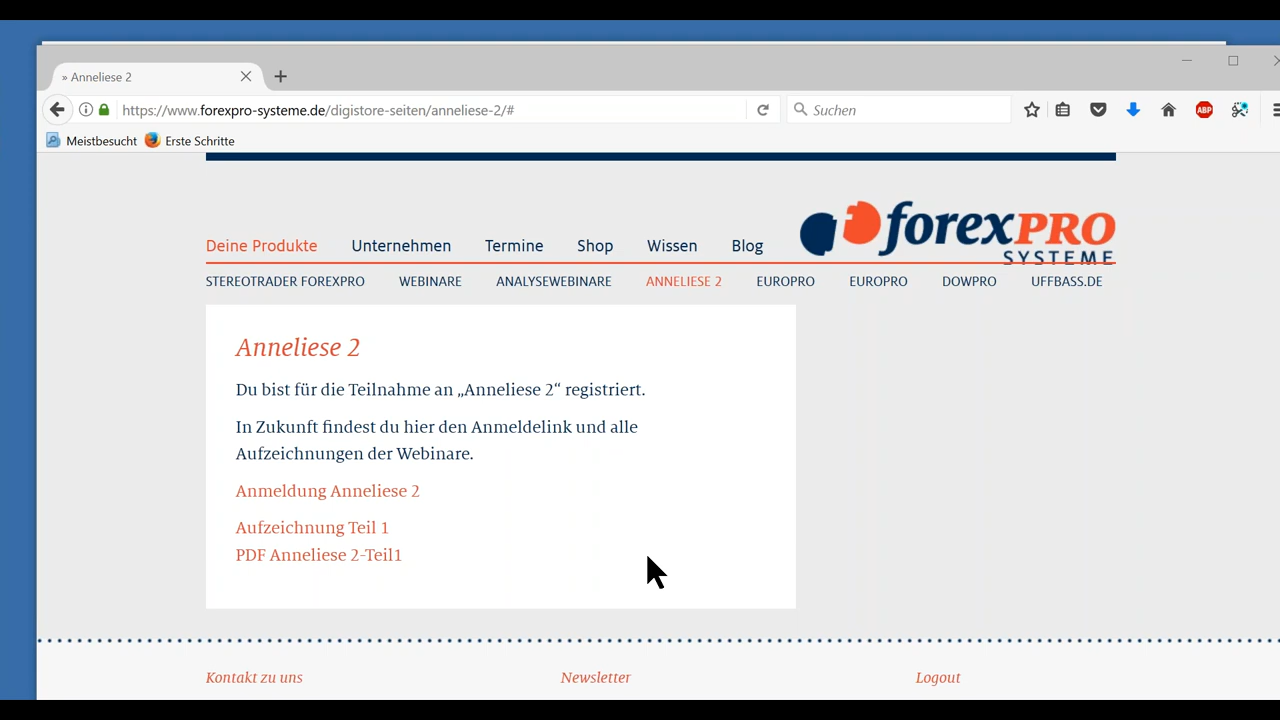 » Anneliese 2
https://www.forexpro-systeme.de/digistore-seiten/anneliese-2/#
Suchen
ABP
Meistbesucht
Erste Schritte
forexPRO
SYSTEME
Deine Produkte
Unternehmen
Termine
Shop
Wissen
Blog
STEREOTRADER FOREXPRO
WEBINARE
ANALYSEWEBINARE
ANNELIESE 2
EUROPRO
EUROPRO
DOWPRO
UFFBASS.DE
Anneliese 2
Du bist für die Teilnahme an „Anneliese 2“ registriert.
In Zukunft findest du hier den Anmeldelink und alle
Aufzeichnungen der Webinare.
Anmeldung Anneliese 2
Aufzeichnung Teil 1
PDF Anneliese 2-Teil1
Kontakt zu uns
Newsletter
Logout